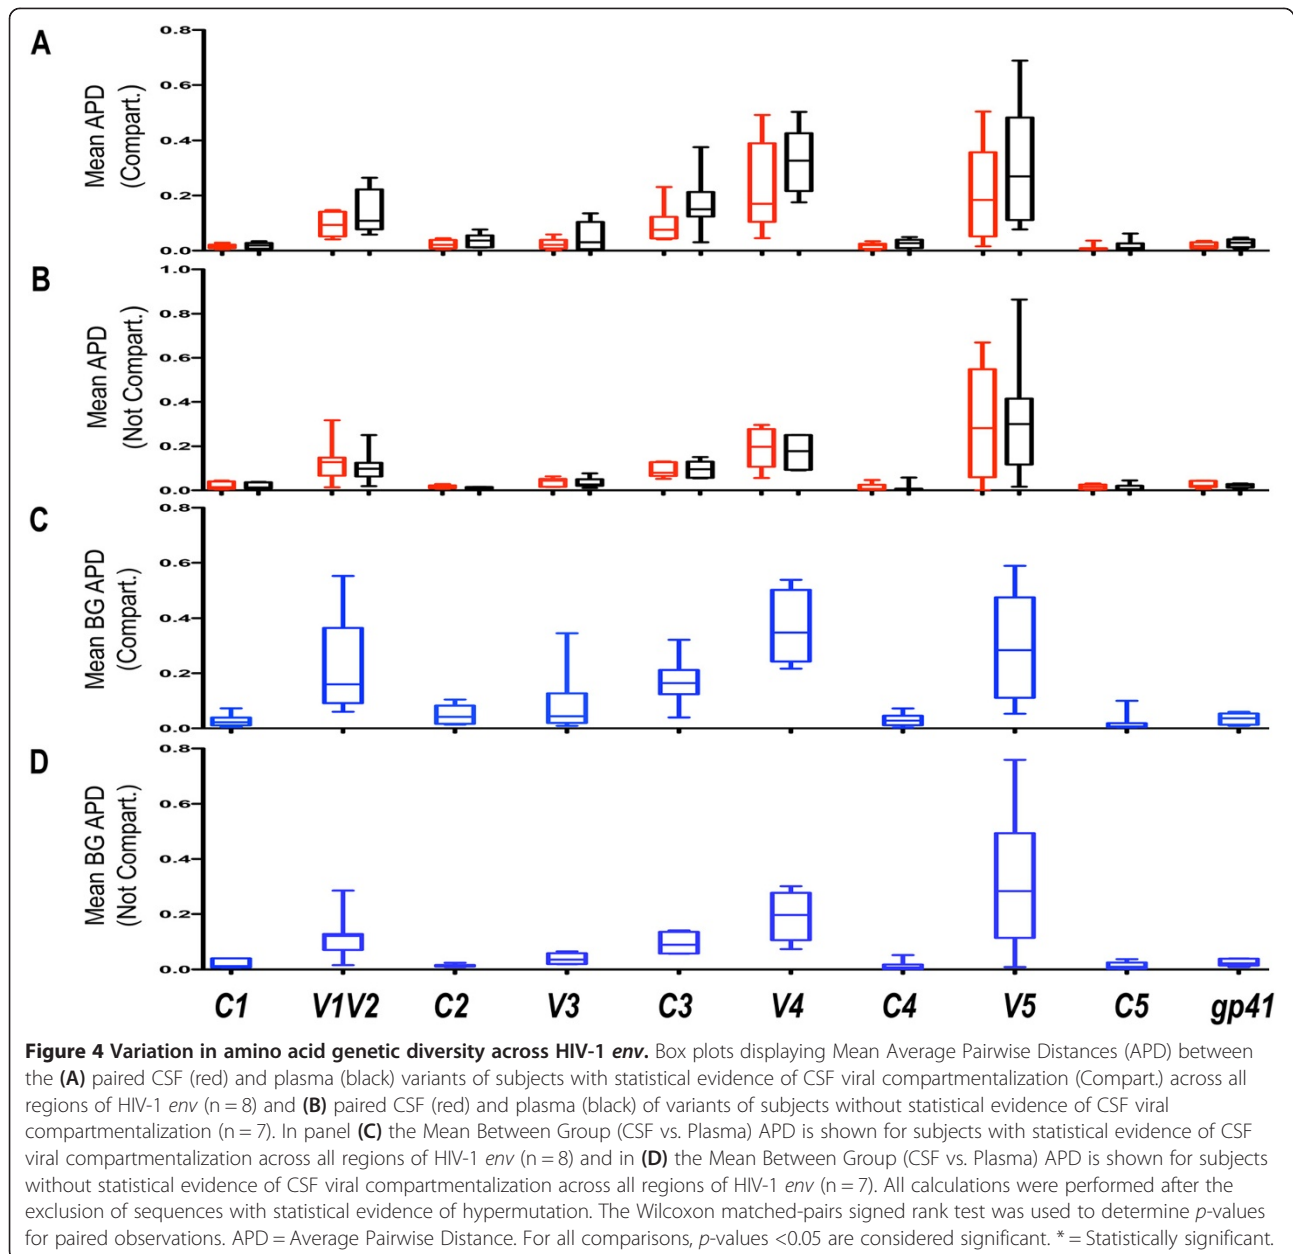 A
Mean APD
(Compart.)
0.8
0.6
0.4
0.2
0.0
B
Mean APD
(Not Compart.)
1.0
0.8
0.6
0.4
0.2
0.0
C
Mean BG APD
(Compart.)
0.8
0.6
0.4
0.2
0.0
D
Mean BG APD
(Not Compart.)
0.8
0.6
0.4
0.2
0.0
C1 V1V2 C2 V3 C3 V4 C4 V5 C5 gp41
Figure 4 Variation in amino acid genetic diversity across HIV-1 env. Box plots displaying Mean Average Pairwise Distances (APD) between
the (A) paired CSF (red) and plasma (black) variants of subjects with statistical evidence of CSF viral compartmentalization (Compart.) across all
regions of HIV-1 env (n = 8) and (B) paired CSF (red) and plasma (black) of variants of subjects without statistical evidence of CSF viral
compartmentalization (n = 7). In panel (C) the Mean Between Group (CSF vs. Plasma) APD is shown for subjects with statistical evidence of CSF
viral compartmentalization across all regions of HIV-1 env (n = 8) and in (D) the Mean Between Group (CSF vs. Plasma) APD is shown for subjects
without statistical evidence of CSF viral compartmentalization across all regions of HIV-1 env (n = 7). All calculations were performed after the
exclusion of sequences with statistical evidence of hypermutation. The Wilcoxon matched-pairs signed rank test was used to determine p-values
for paired observations. APD = Average Pairwise Distance. For all comparisons, p-values <0.05 are considered significant. * = Statistically significant.